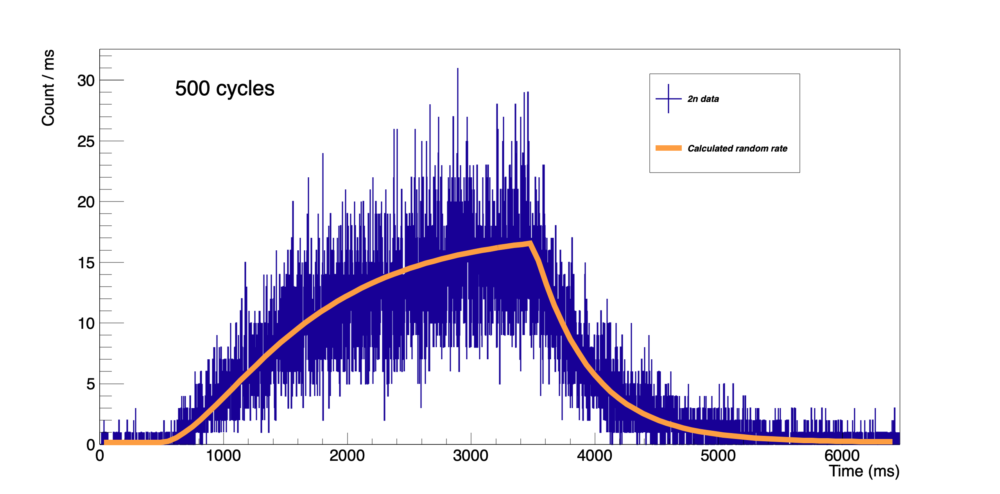 Count / ms
500 cycles
2n data
Calculated random rate
30
25
20
15
10
5
0
0 1000 2000 3000 4000 5000 6000
Time (ms)